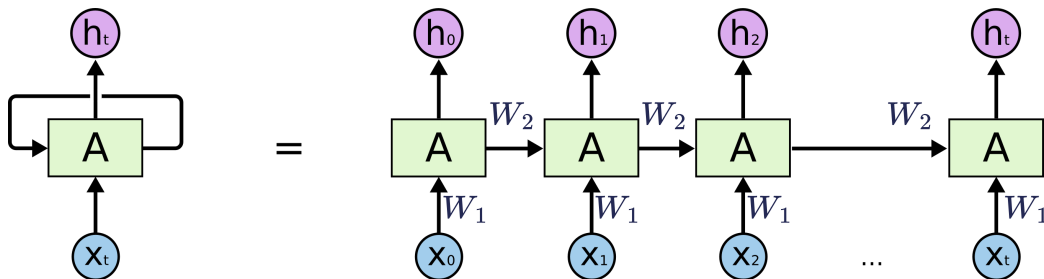 hₜ h₀ h₁ h₂ hₜ
W₂ W₂ W₂
A = A A A A
W₁ W₁ W₁ W₁
xₜ x₀ x₁ x₂ ... xₜ